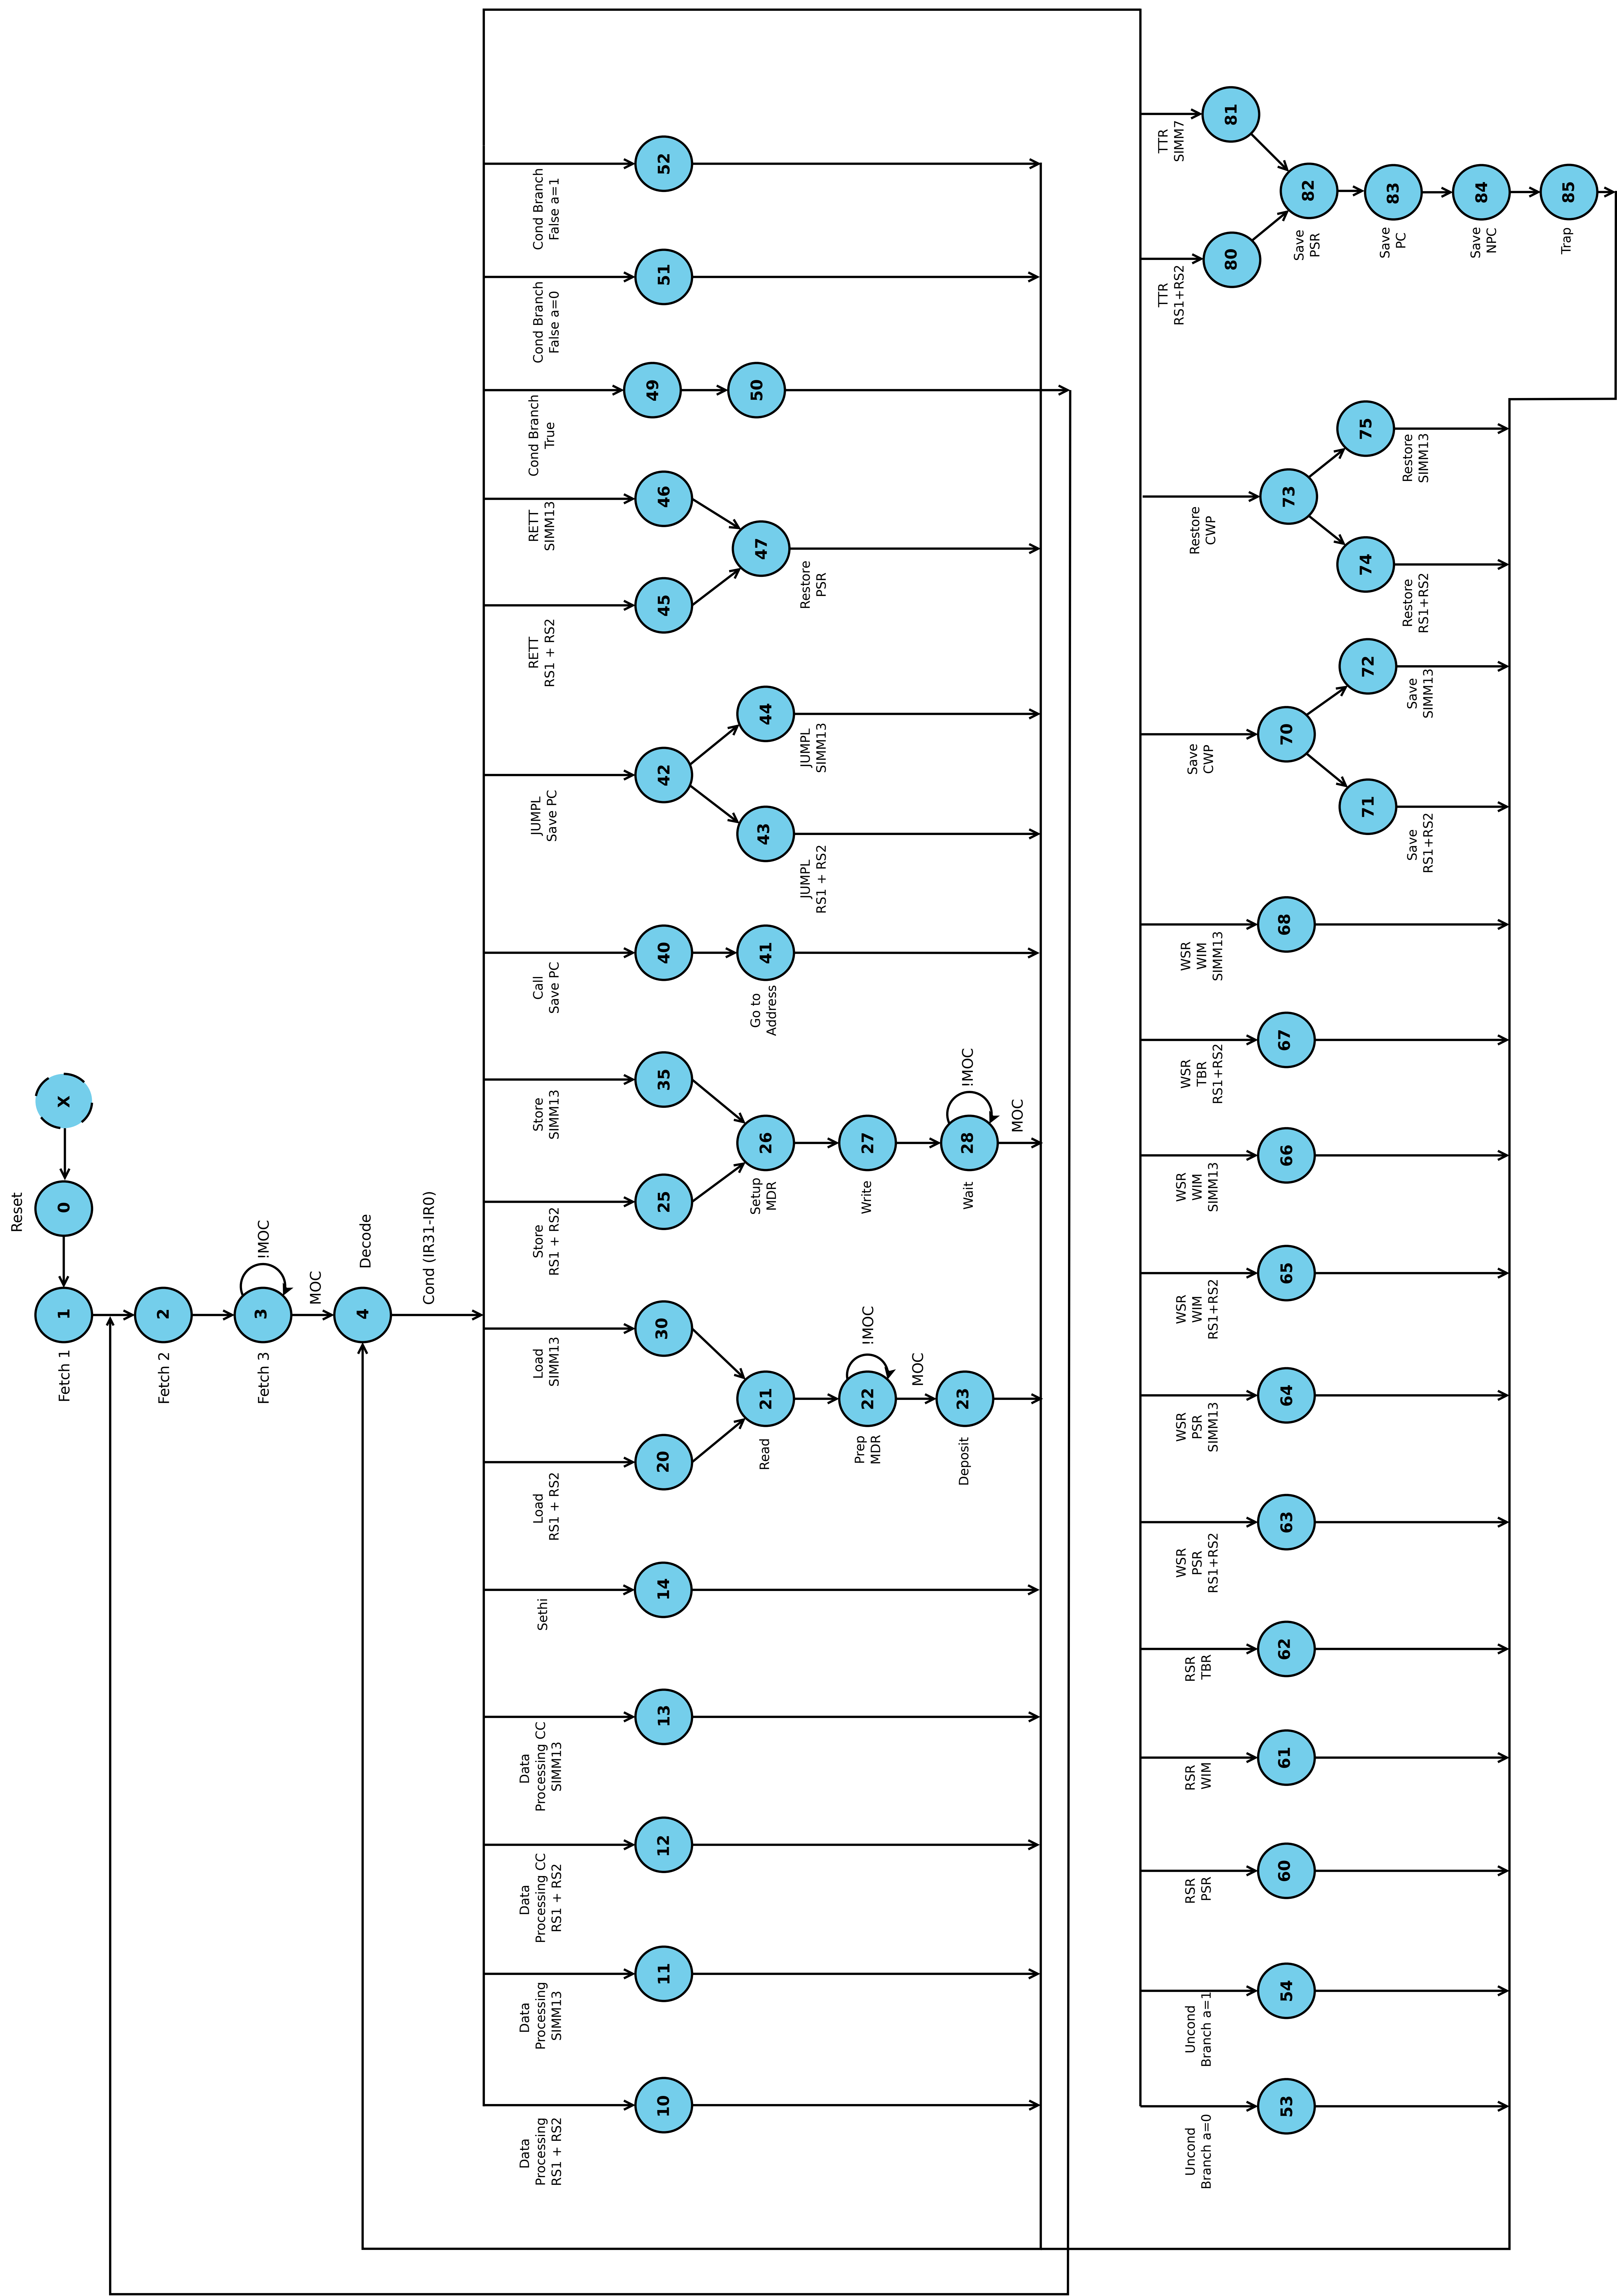 Reset
X
0
1
Fetch 1
2
Fetch 2
3
Fetch 3
!MOC
MOC
4
Decode
Cond (IR31-IR0)
Data
Processing
RS1 + RS2
10
Data
Processing
SIMM13
11
Data
Processing CC
RS1 + RS2
12
Data
Processing CC
SIMM13
13
Sethi
14
Load
RS1 + RS2
20
Load
SIMM13
30
21
Read
22
Prep
MDR
!MOC
MOC
23
Deposit
Store
RS1 + RS2
25
Store
SIMM13
35
26
Setup
MDR
27
Write
28
Wait
!MOC
MOC
Call
Save PC
40
41
Go to
Address
JUMPL
Save PC
42
43
JUMPL
RS1 + RS2
44
JUMPL
SIMM13
RETT
RS1 + RS2
45
RETT
SIMM13
46
47
Restore
PSR
Cond Branch
True
49
50
Cond Branch
False a=0
51
Cond Branch
False a=1
52
Uncond
Branch a=0
53
Uncond
Branch a=1
54
RSR
PSR
60
RSR
WIM
61
RSR
TBR
62
WSR
PSR
RS1+RS2
63
WSR
PSR
SIMM13
64
WSR
WIM
RS1+RS2
65
WSR
WIM
SIMM13
66
WSR
TBR
RS1+RS2
67
WSR
WIM
SIMM13
68
Save
CWP
70
71
Save
RS1+RS2
72
Save
SIMM13
Restore
CWP
73
74
Restore
RS1+RS2
75
Restore
SIMM13
TTR
RS1+RS2
80
TTR
SIMM7
81
82
Save
PSR
83
Save
PC
84
Save
NPC
85
Trap